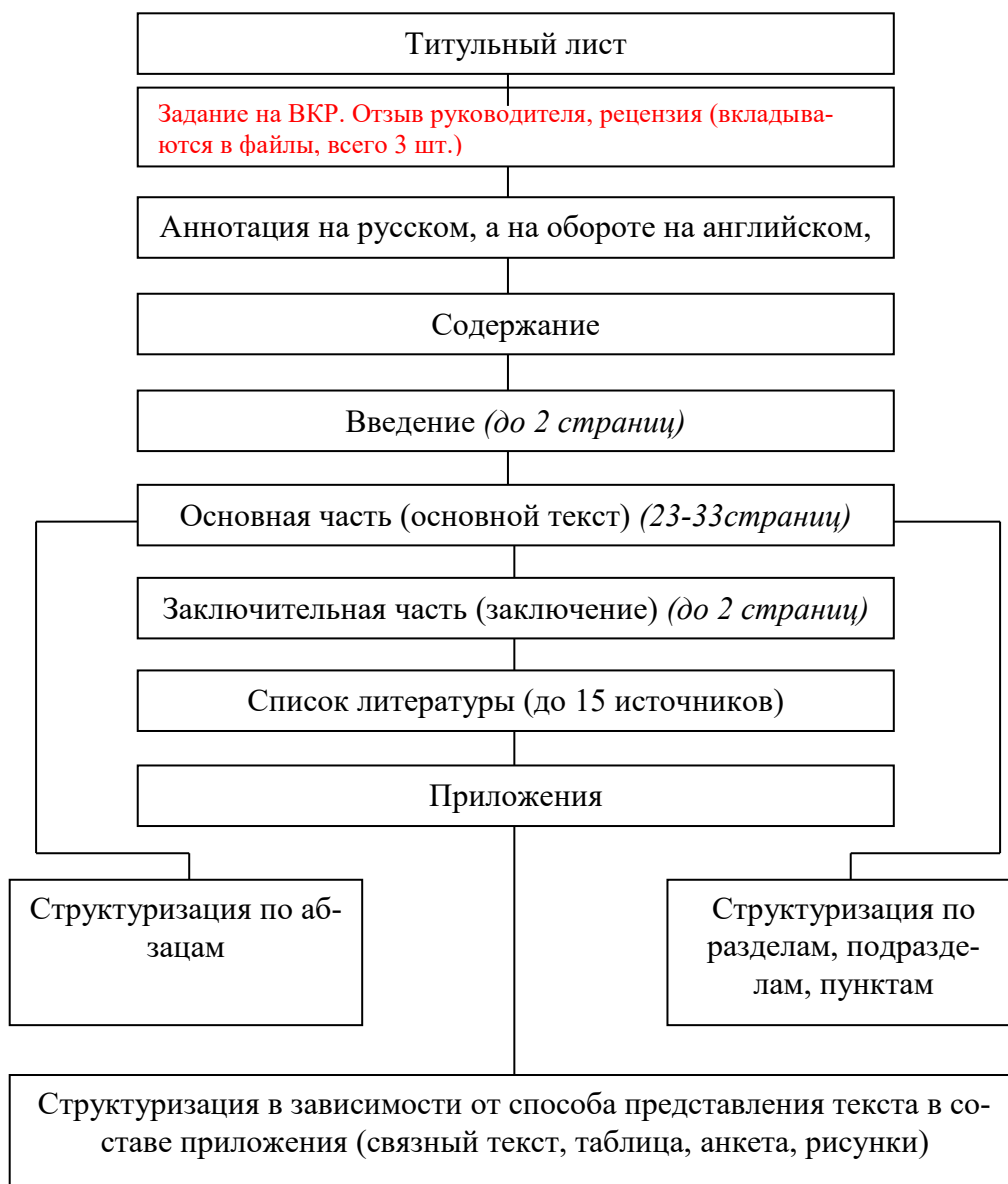 Титульный лист
Задание на ВКР. Отзыв руководителя, рецензия (вкладыва-
ются в файлы, всего 3 шт.)
Аннотация на русском, а на обороте на английском,
Содержание
Введение (до 2 страниц)
Основная часть (основной текст) (23-33страниц)
Заключительная часть (заключение) (до 2 страниц)
Список литературы (до 15 источников)
Приложения
Структуризация по аб-
зацам
Структуризация по
разделам, подразде-
лам, пунктам
Структуризация в зависимости от способа представления текста в со-
ставе приложения (связный текст, таблица, анкета, рисунки)